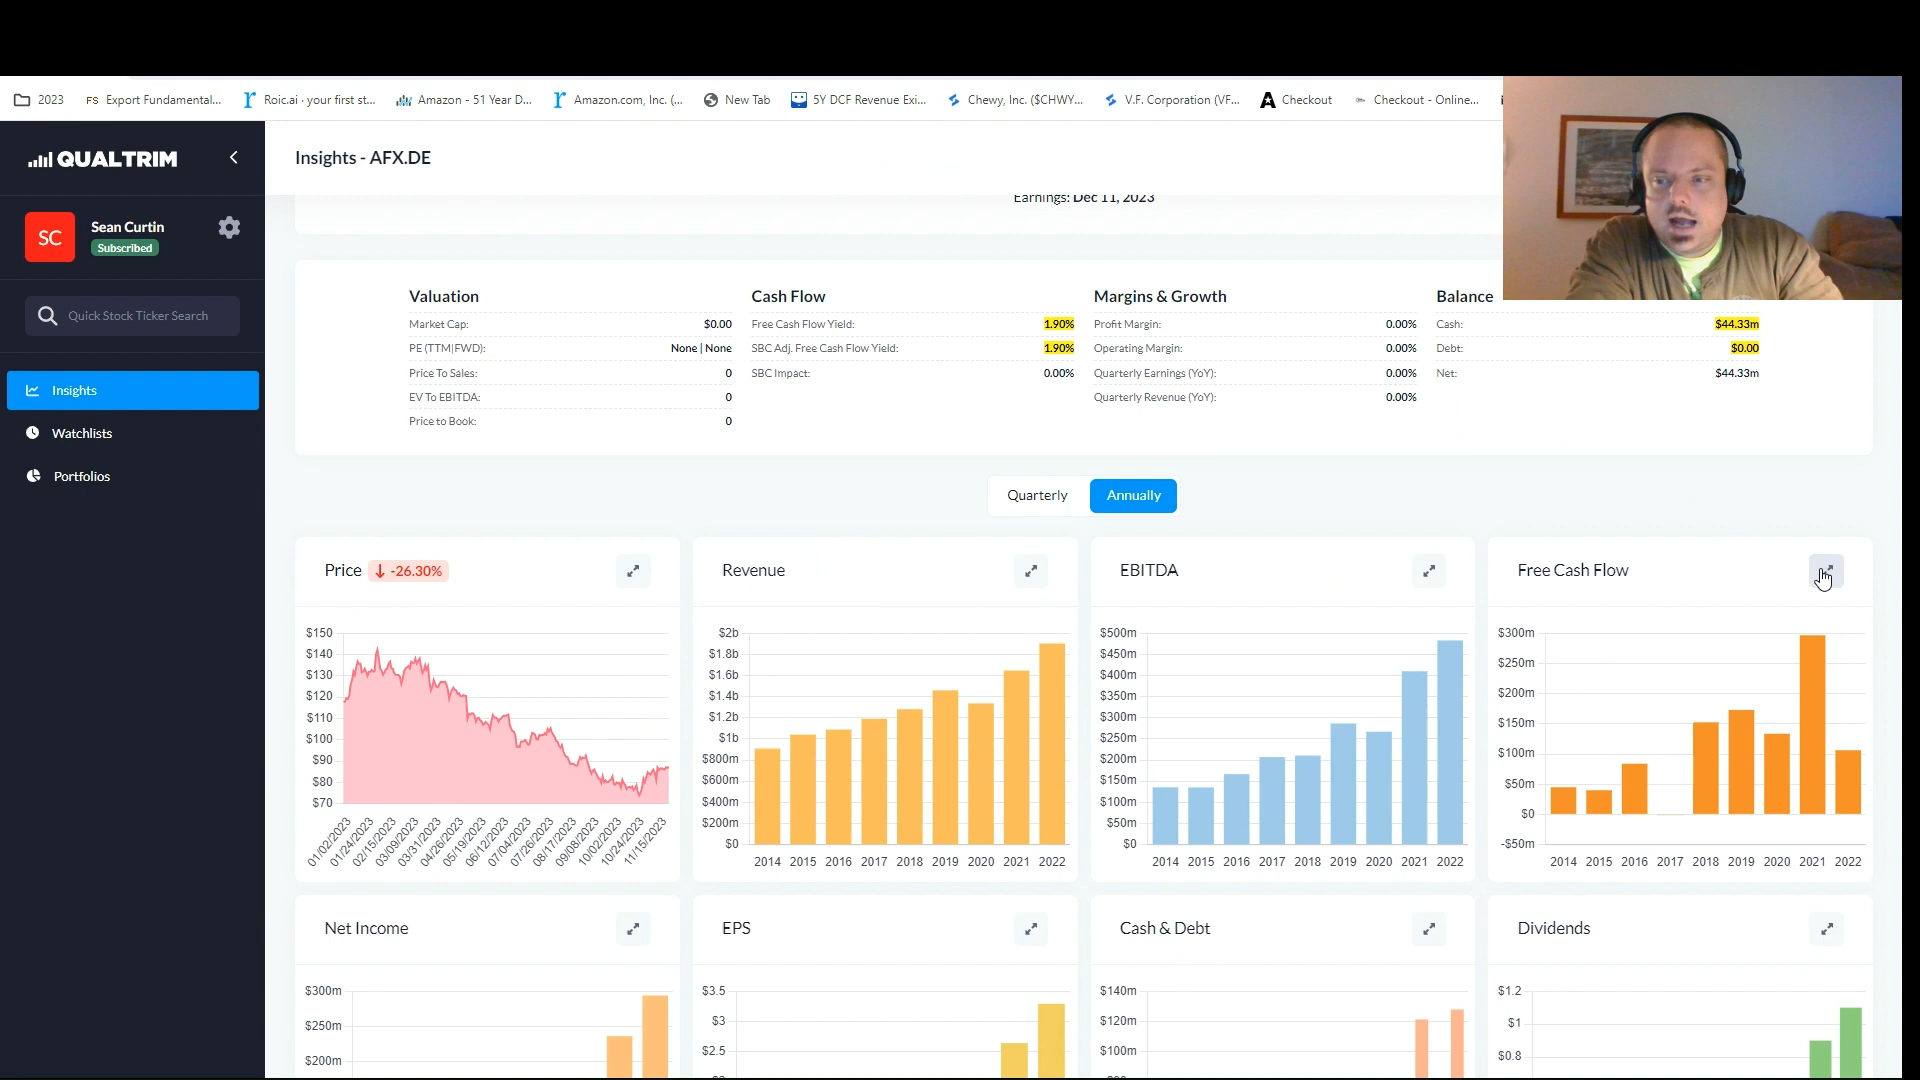 2023
Export Fundamental...
Roic.ai · your first st...
Amazon - 51 Year D...
Amazon.com, Inc. (...
New Tab
5Y DCF Revenue Exi...
Chewy, Inc. ($CHWY...
V.F. Corporation (VF...
Checkout
Checkout - Online...
QUALTRIM
Insights - AFX.DE
Earnings: Dec 11, 2023
SC
Sean Curtin
Subscribed
Quick Stock Ticker Search
Insights
Watchlists
Portfolios
Valuation
Market Cap: $0.00
PE (TTM|FWD): None | None
Price To Sales: 0
EV To EBITDA: 0
Price to Book: 0
Cash Flow
Free Cash Flow Yield: 1.90%
SBC Adj. Free Cash Flow Yield: 1.90%
SBC Impact: 0.00%
Margins & Growth
Profit Margin: 0.00%
Operating Margin: 0.00%
Quarterly Earnings (YoY): 0.00%
Quarterly Revenue (YoY): 0.00%
Balance
Cash: $44.33m
Debt: $0.00
Net: $44.33m
Quarterly
Annually
Price -26.30%
$150
$140
$130
$120
$110
$100
$90
$80
$70
01/02/2023
01/24/2023
02/15/2023
03/09/2023
03/31/2023
04/26/2023
05/19/2023
06/12/2023
07/04/2023
07/26/2023
08/17/2023
09/08/2023
10/02/2023
10/24/2023
11/15/2023
Revenue
$2b
$1.8b
$1.6b
$1.4b
$1.2b
$1b
$800m
$600m
$400m
$200m
$0
2014 2015 2016 2017 2018 2019 2020 2021 2022
EBITDA
$500m
$450m
$400m
$350m
$300m
$250m
$200m
$150m
$100m
$50m
$0
2014 2015 2016 2017 2018 2019 2020 2021 2022
Free Cash Flow
$300m
$250m
$200m
$150m
$100m
$50m
$0
-$50m
2014 2015 2016 2017 2018 2019 2020 2021 2022
Net Income
$300m
$250m
$200m
EPS
$3.5
$3
$2.5
Cash & Debt
$140m
$120m
$100m
Dividends
$1.2
$1
$0.8